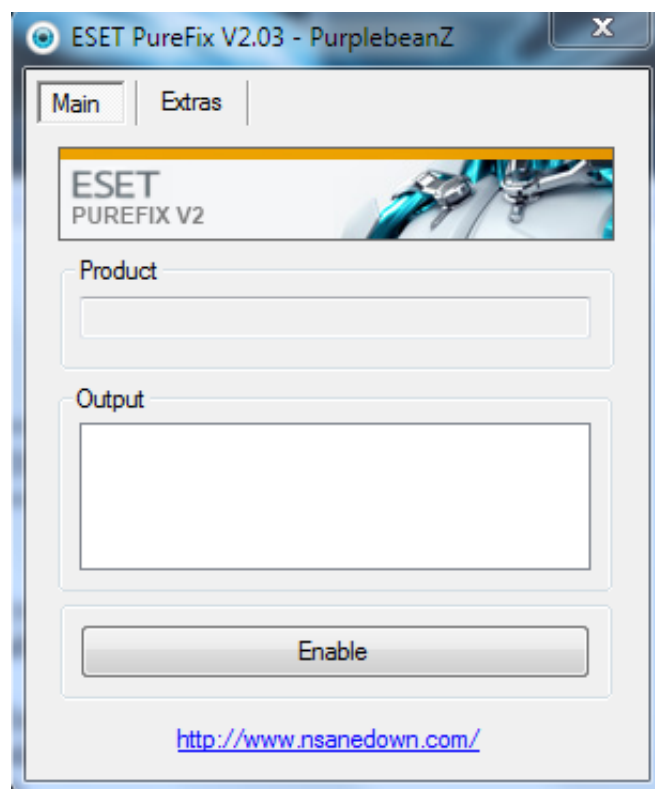 ESET PureFix V2.03 - PurplebeanZ
X
Main
Extras
ESET
PUREFIX V2
Product
Output
Enable
http://www.nsanedown.com/